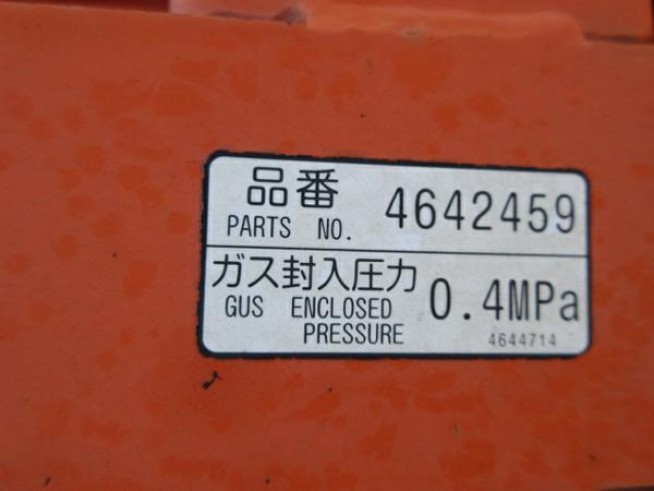 品番 4642459
PARTS NO.
ガス封入圧力 0.4MPa
GUS ENCLOSED
PRESSURE
4644714